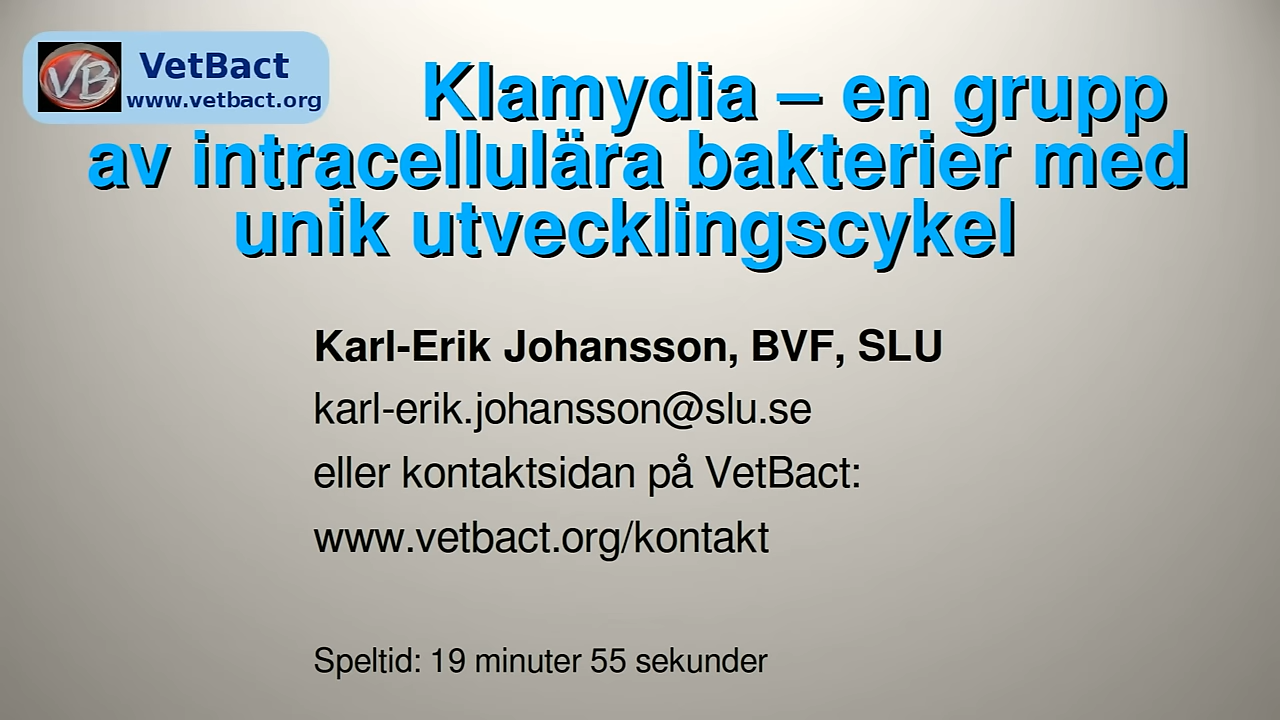 VB
VetBact
www.vetbact.org
Klamydia – en grupp
av intracellulära bakterier med
unik utvecklingscykel
Karl-Erik Johansson, BVF, SLU
karl-erik.johansson@slu.se
eller kontaktsidan på VetBact:
www.vetbact.org/kontakt
Speltid: 19 minuter 55 sekunder